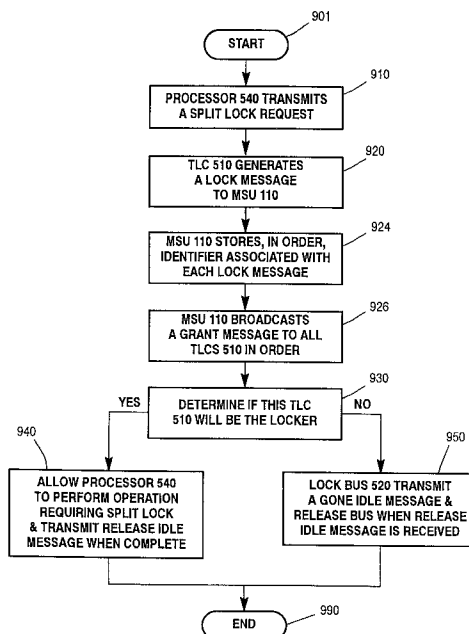 901
START
910
PROCESSOR 540 TRANSMITS
A SPLIT LOCK REQUEST
920
TLC 510 GENERATES
A LOCK MESSAGE
TO MSU 110
924
MSU 110 STORES, IN ORDER,
IDENTIFIER ASSOCIATED WITH
EACH LOCK MESSAGE
926
MSU 110 BROADCASTS
A GRANT MESSAGE TO ALL
TLCS 510 IN ORDER
930
DETERMINE IF THIS TLC
510 WILL BE THE LOCKER
YES
NO
940
ALLOW PROCESSOR 540
TO PERFORM OPERATION
REQUIRING SPLIT LOCK
& TRANSMIT RELEASE IDLE
MESSAGE WHEN COMPLETE
950
LOCK BUS 520 TRANSMIT
A GONE IDLE MESSAGE &
RELEASE BUS WHEN RELEASE
IDLE MESSAGE IS RECEIVED
END
990